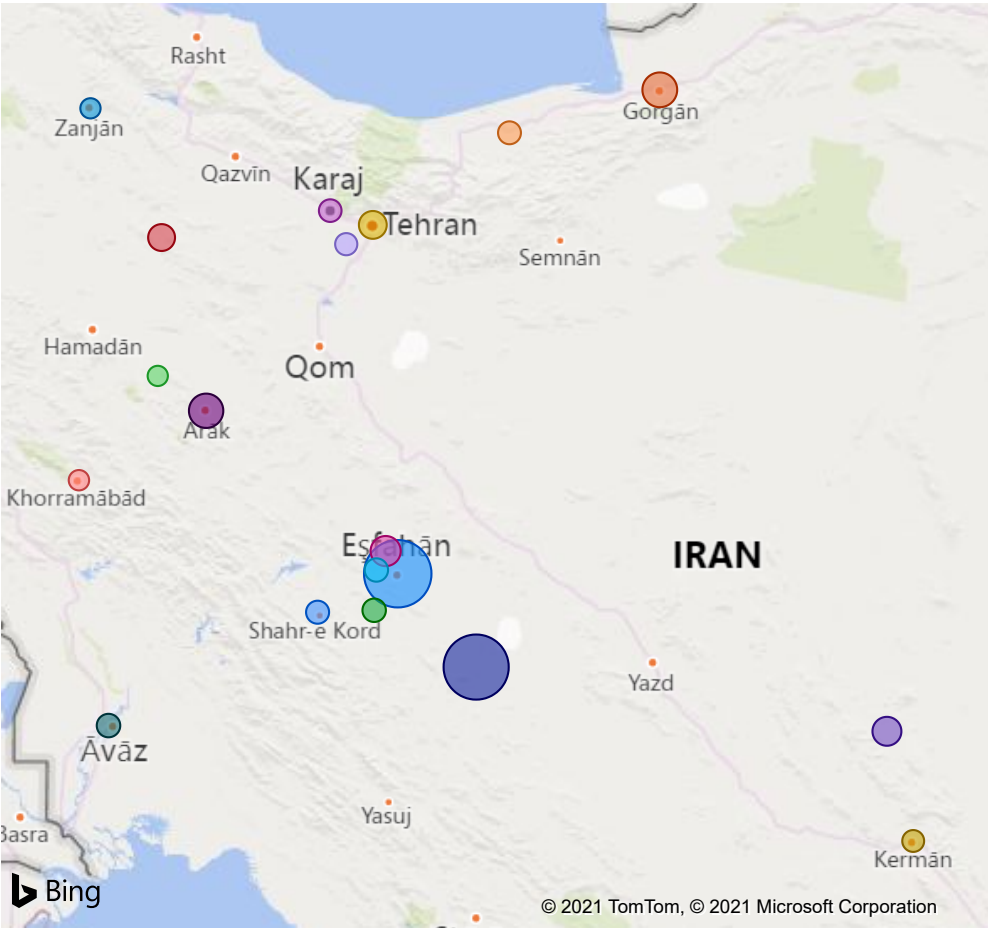 Rasht
Gorgān
Zanjān
Qazvīn
Karaj
Tehran
Semnān
Hamadān
Qom
Arāk
Khorramābād
Eşfahān
IRAN
Shahr-e Kord
Yazd
Āvāz
Yasuj
Basra
Kermān
Bing
© 2021 TomTom, © 2021 Microsoft Corporation